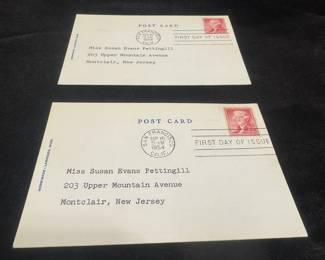 POST CARD
FIRST DAY OF ISSUE
Miss Susan Evans Pettingill
203 Upper Mountain Avenue
Montclair, New Jersey
POST CARD
SAN FRANCISCO
1954
CALIF.
FIRST DAY OF ISSUE
Miss Susan Evans Pettingill
203 Upper Mountain Avenue
Montclair, New Jersey